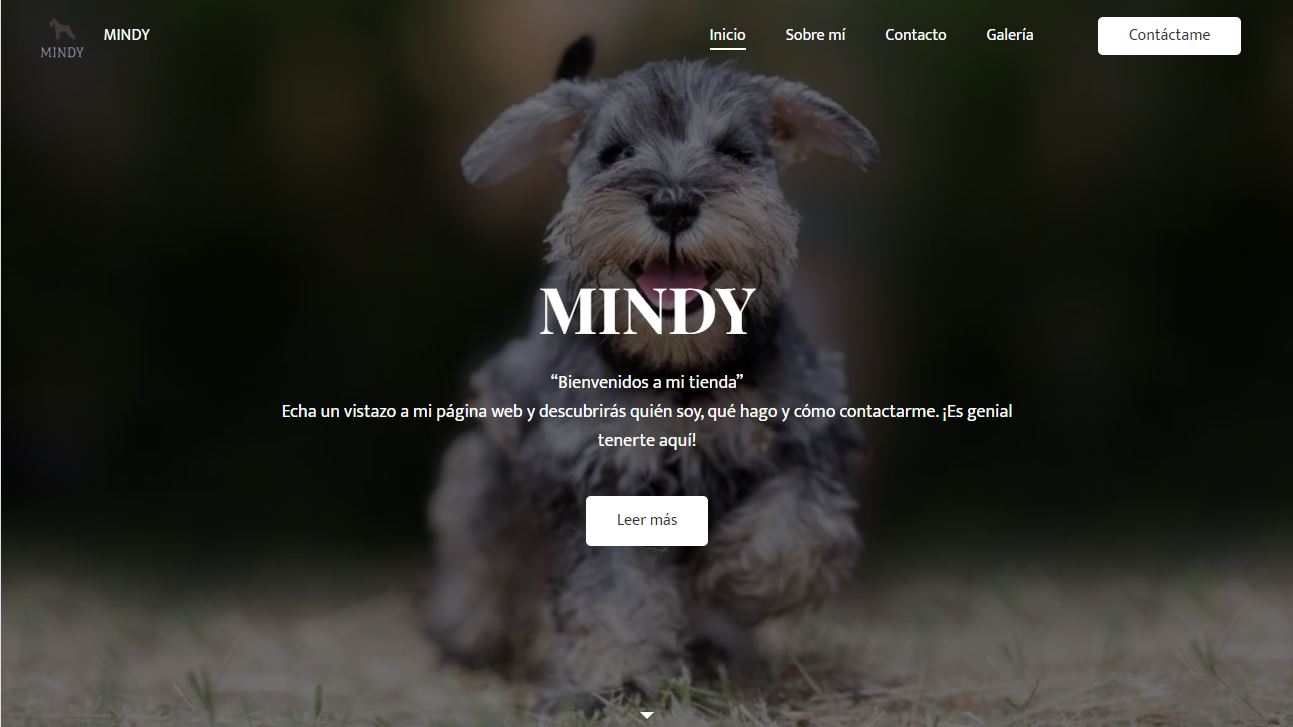 MINDY
MINDY
Inicio
Sobre mí
Contacto
Galería
Contáctame
MINDY
“Bienvenidos a mi tienda”
Echa un vistazo a mi página web y descubrirás quién soy, qué hago y cómo contactarme. ¡Es genial
tenerte aquí!
Leer más